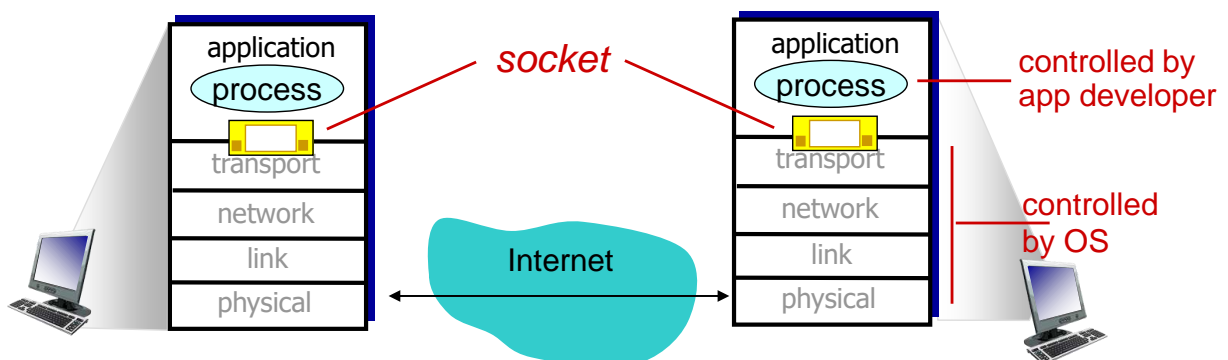 application
process
transport
network
link
physical
socket
Internet
application
process
transport
network
link
physical
controlled by
app developer
controlled
by OS